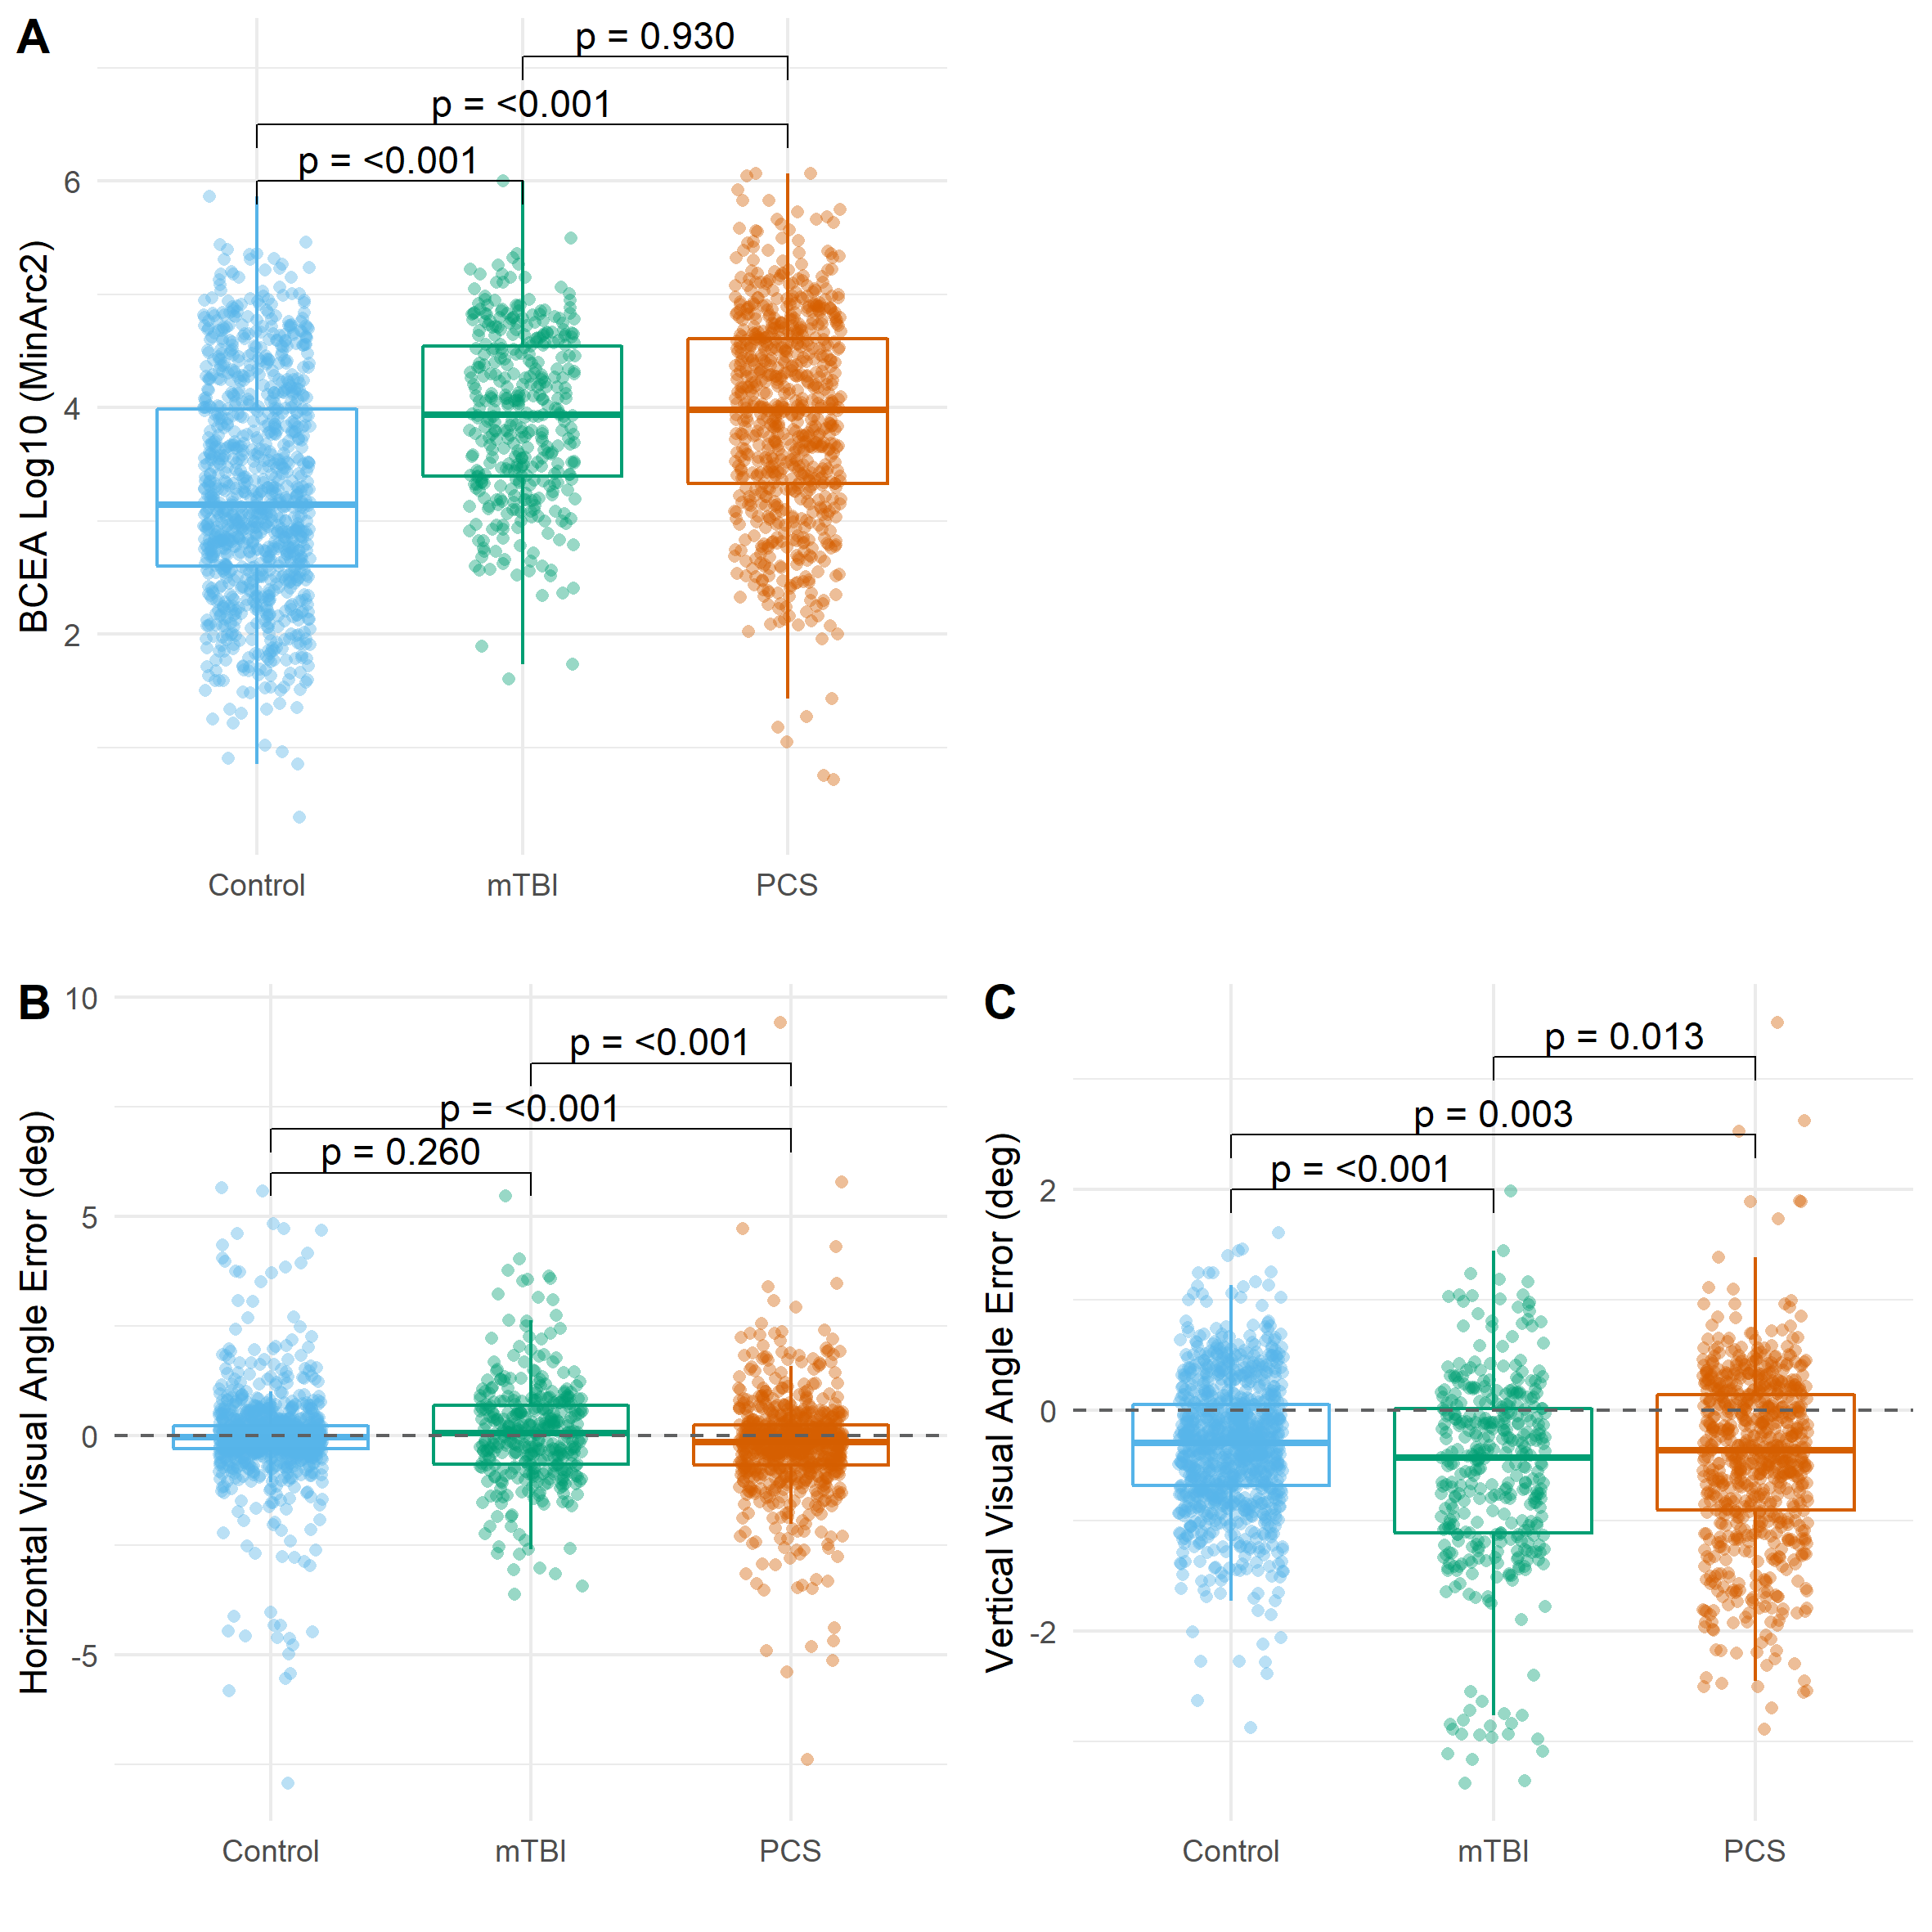 A
p = 0.930
p = <0.001
p = <0.001
6
4
2
BCEA Log10 (MinArc2)
Control mTBI PCS
B
10
5
0
-5
Horizontal Visual Angle Error (deg)
p = <0.001
p = <0.001
p = 0.260
Control mTBI PCS
C
2
0
-2
Vertical Visual Angle Error (deg)
p = 0.013
p = 0.003
p = <0.001
Control mTBI PCS